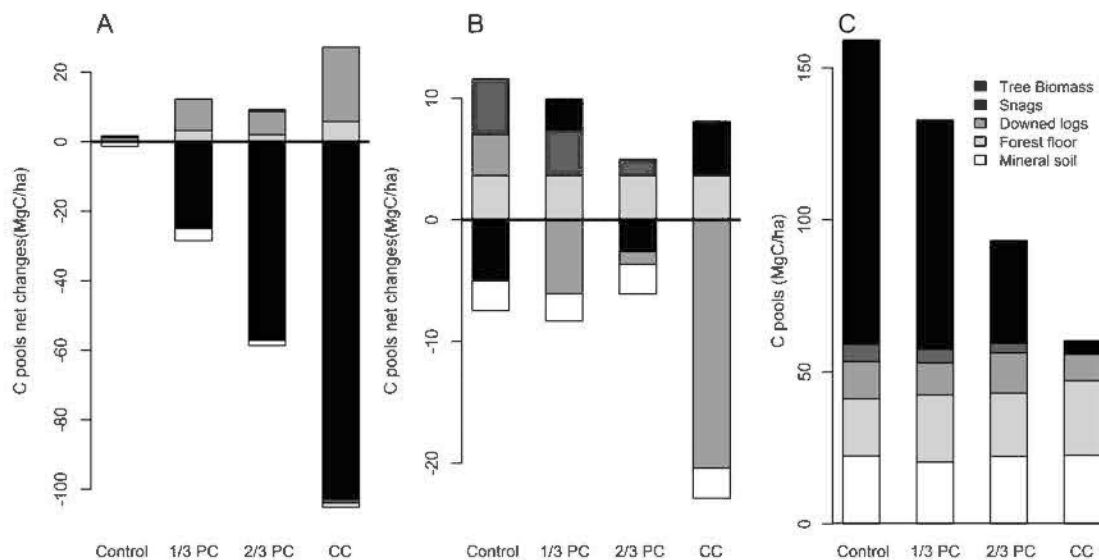 A
C pools net changes(MgC/ha)
20
0
-20
-40
-60
-80
-100
Control 1/3 PC 2/3 PC CC
B
C pools net changes(MgC/ha)
10
0
-10
-20
Control 1/3 PC 2/3 PC CC
C
C pools (MgC/ha)
150
100
50
0
Tree Biomass
Snags
Downed logs
Forest floor
Mineral soil
Control 1/3 PC 2/3 PC CC